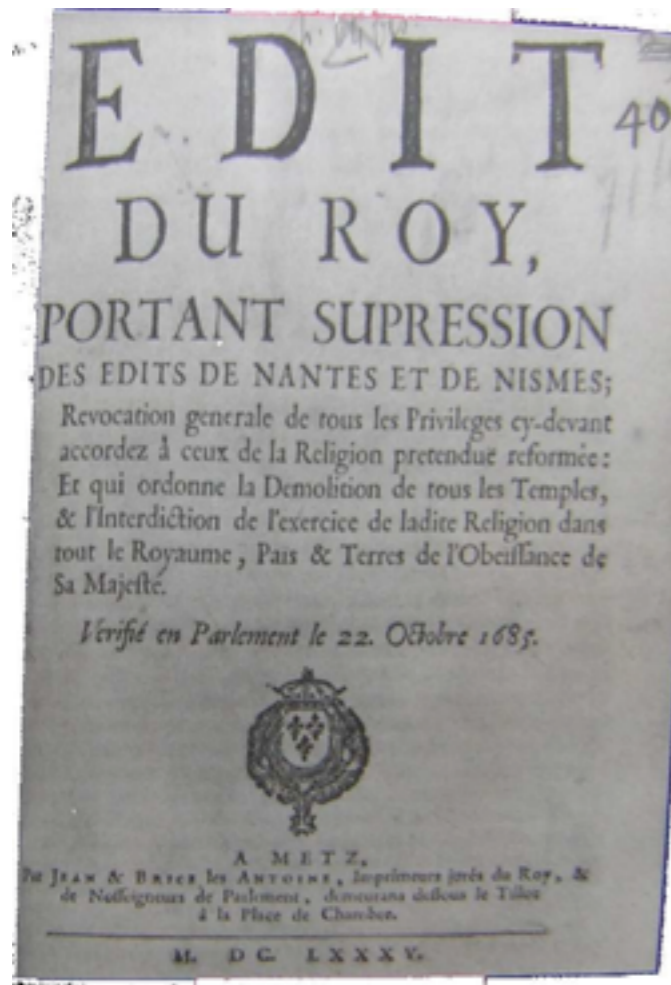 EDIT
40
DU ROY,
PORTANT SUPRESSION
DES EDITS DE NANTES ET DE NISMES;
Revocation generale de tous les Privileges cy-devant
accordez à ceux de la Religion pretenduë reformée:
Et qui ordonne la Demolition de tous les Temples,
& l'Interdiction de l'exercice de ladite Religion dans
tout le Royaume, Païs & Terres de l'Obeïssance de
Sa Majesté.
Verifié en Parlement le 22. Octobre 1685.
A METZ,
Par JEAN & BRICE les ANTOINE, Imprimeurs jurés du Roy, &
de Nosseigneurs de Parlement, demeurans dessous le Tillot
à la Place de Chambre.
M. DC. LXXXV.